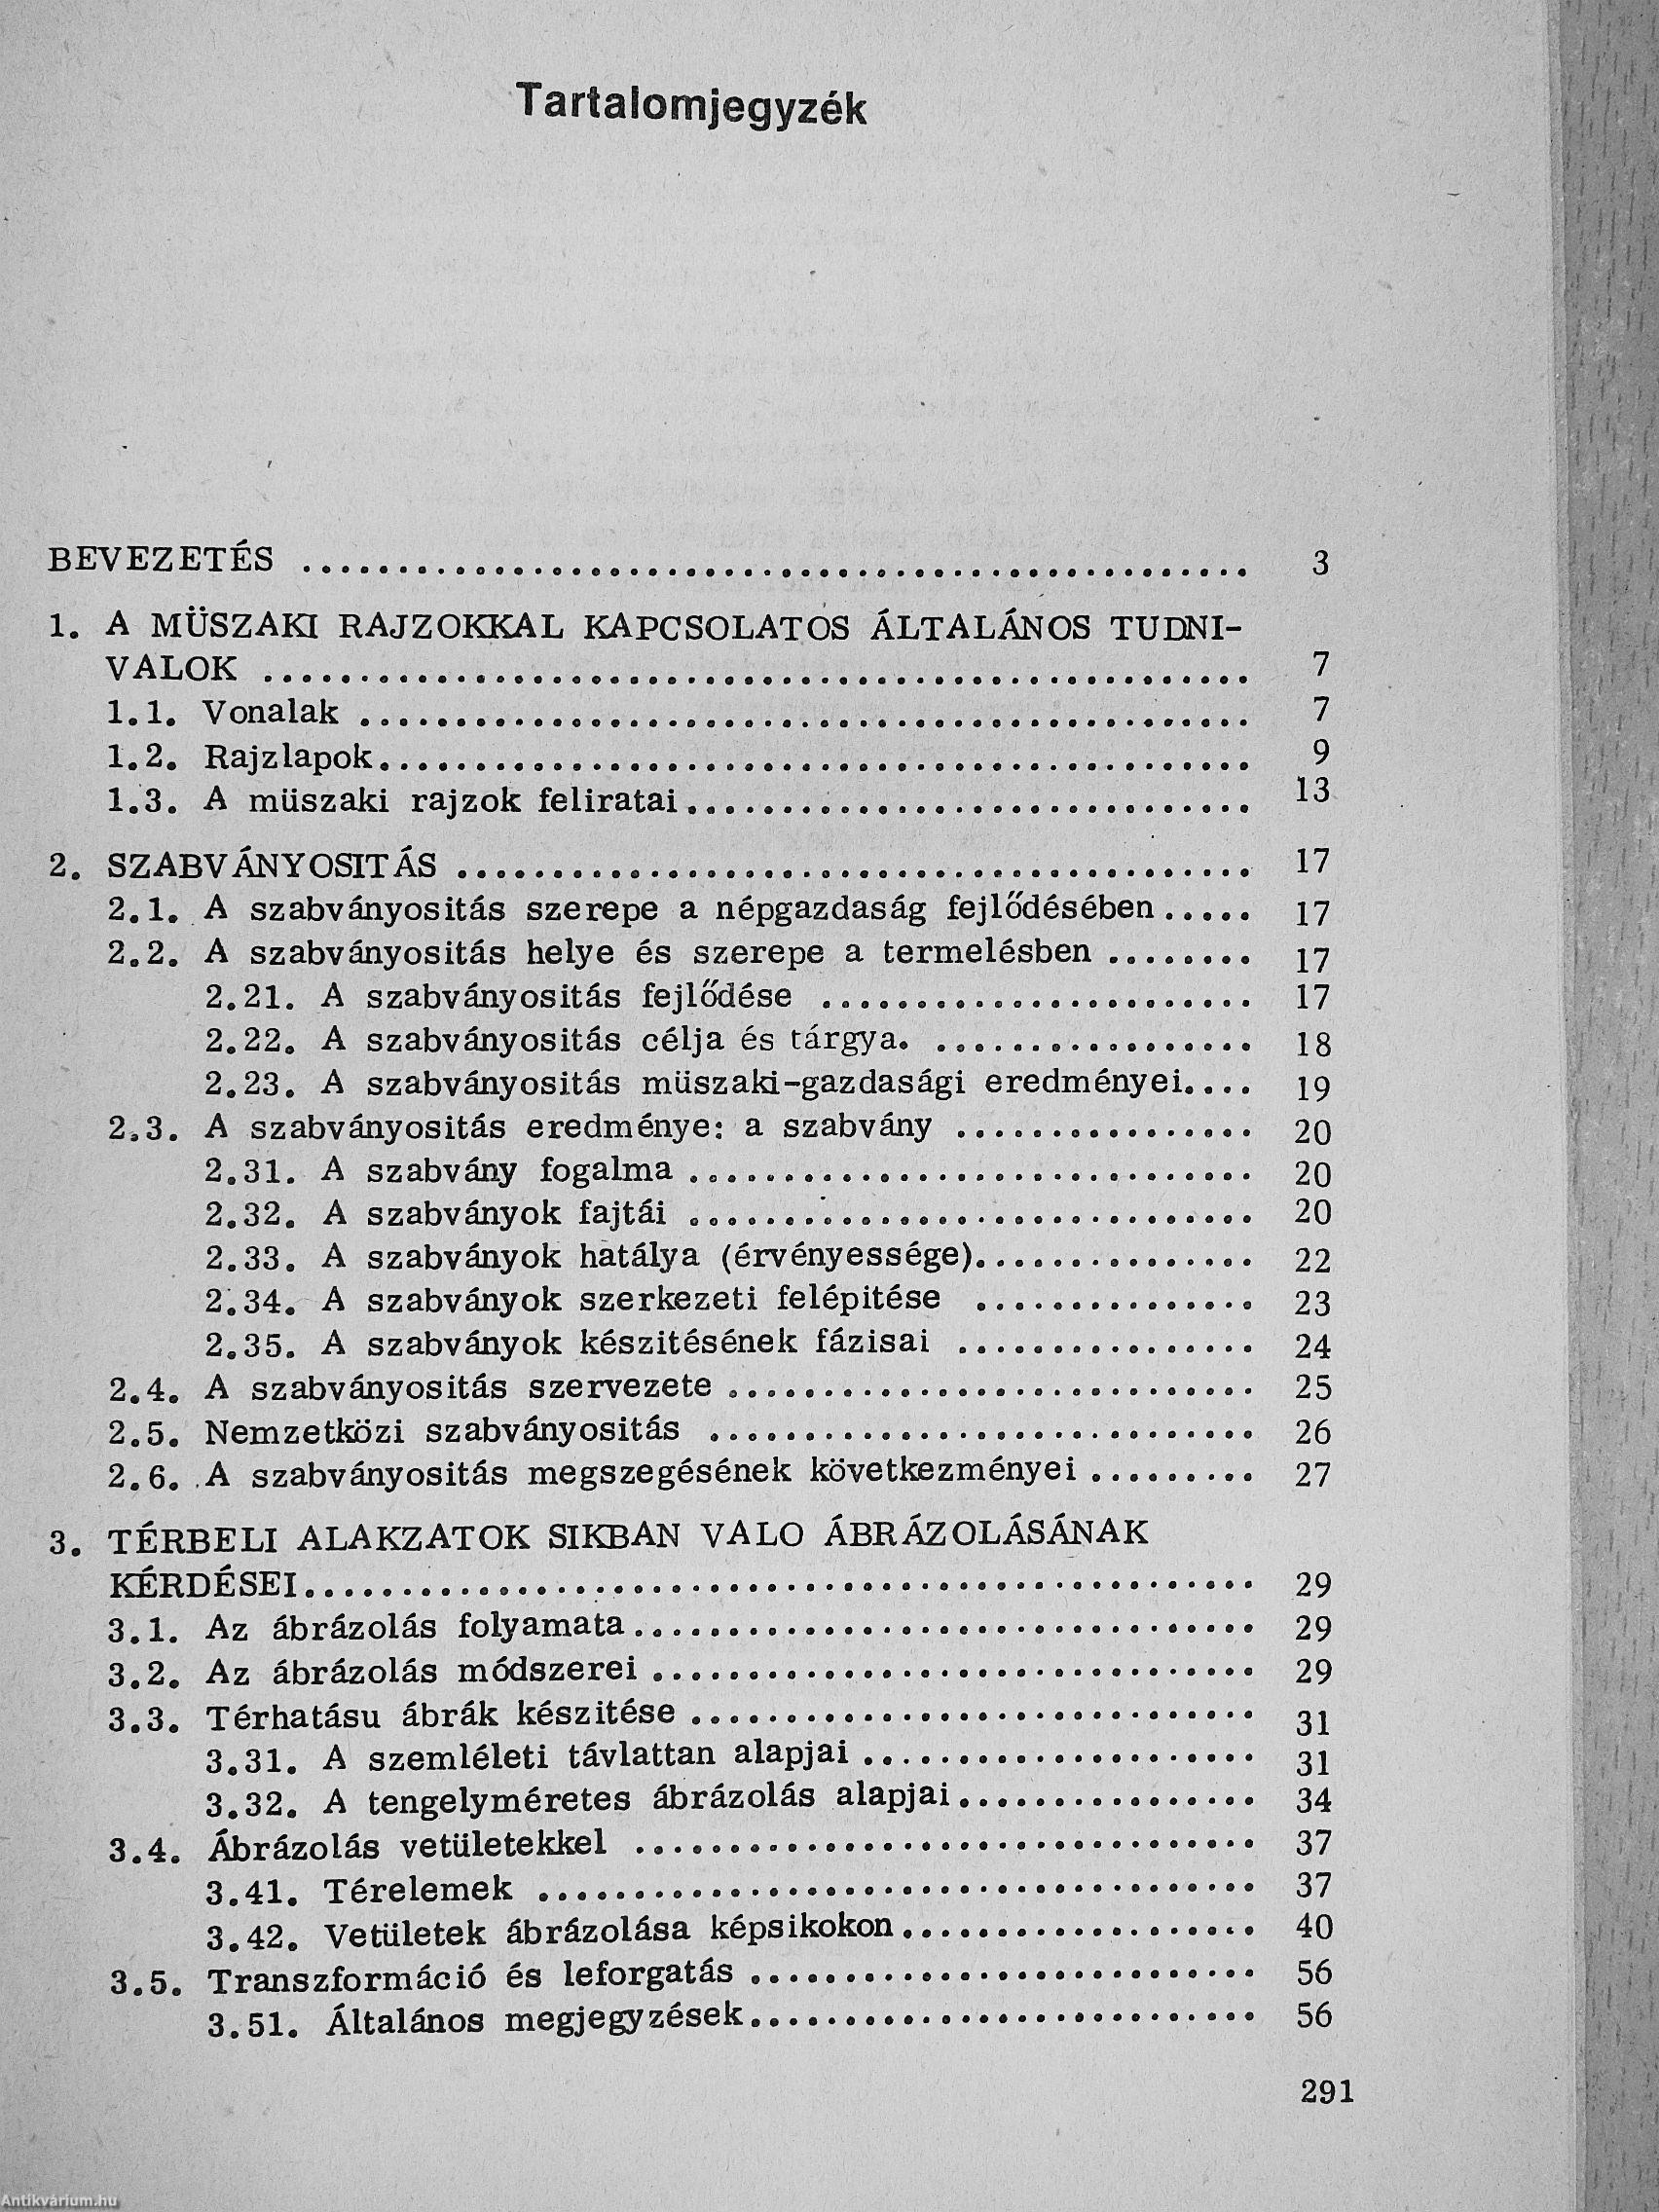 Tartalomjegyzék
BEVEZETÉS .................................................. 3
1. A MÜSZAKI RAJZOKKAL KAPCSOLATOS ÁLTALÁNOS TUDNI-
VALOK .................................................... 7
1.1. Vonalak ............................................... 7
1.2. Rajzlapok.............................................. 9
1.3. A müszaki rajzok feliratai.............................. 13
2. SZABVÁNYOSITÁS .......................................... 17
2.1. A szabványositás szerepe a népgazdaság fejlődésében..... 17
2.2. A szabványositás helye és szerepe a termelésben ........ 17
2.21. A szabványositás fejlődése ....................... 17
2.22. A szabványositás célja és tárgya. ................. 18
2.23. A szabványositás müszaki-gazdasági eredményei.... 19
2.3. A szabványositás eredménye: a szabvány ................ 20
2.31. A szabvány fogalma .............................. 20
2.32. A szabványok fajtái .............................. 20
2.33. A szabványok hatálya (érvényessége)............... 22
2.34. A szabványok szerkezeti felépitése ............... 23
2.35. A szabványok készitésének fázisai ................ 24
2.4. A szabványositás szervezete ............................ 25
2.5. Nemzetközi szabványositás ............................. 26
2.6. A szabványositás megszegésének következményei ......... 27
3. TÉRBELI ALAKZATOK SIKBAN VALO ÁBRÁZOLÁSÁNAK
KÉRDÉSEI.................................................. 29
3.1. Az ábrázolás folyamata................................. 29
3.2. Az ábrázolás módszerei ................................ 29
3.3. Térhatásu ábrák készitése .............................. 31
3.31. A szemléleti távlattan alapjai ..................... 31
3.32. A tengelyméretes ábrázolás alapjai................ 34
3.4. Ábrázolás vetületekkel ................................. 37
3.41. Térelemek ...................................... 37
3.42. Vetületek ábrázolása képsikokon................... 40
3.5. Transzformáció és leforgatás ........................... 56
3.51. Általános megjegyzések........................... 56
291
Antikvárium.hu